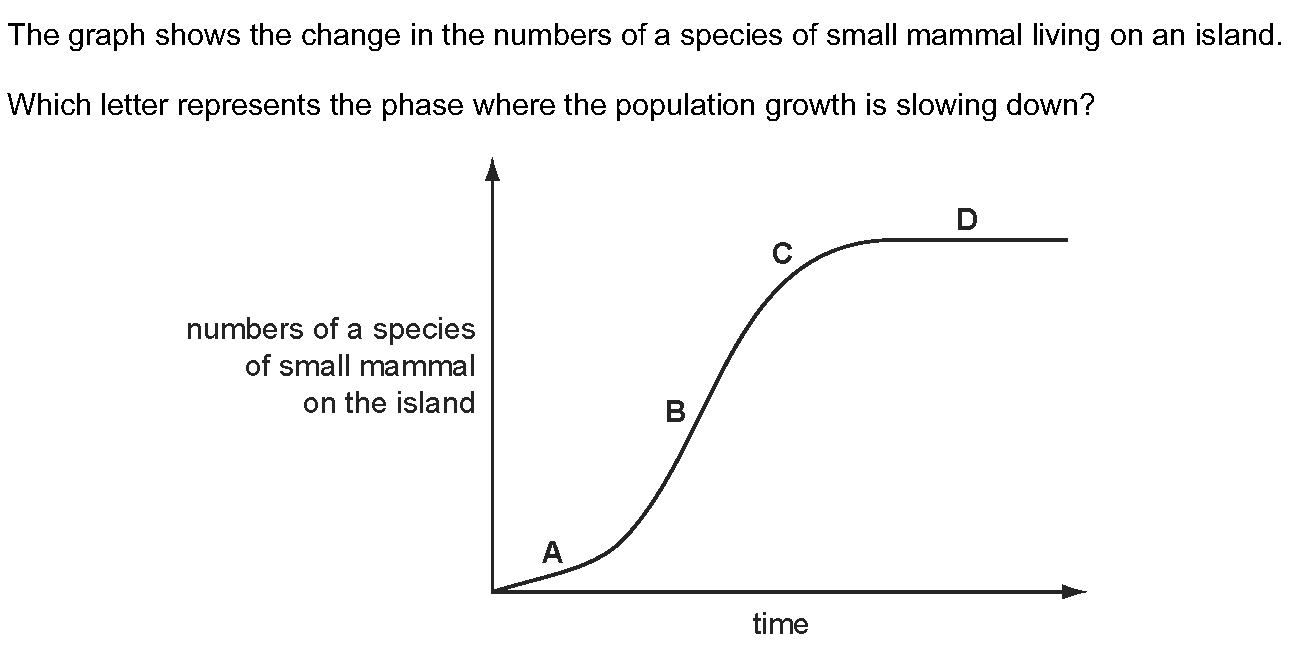 The graph shows the change in the numbers of a species of small mammal living on an island.
Which letter represents the phase where the population growth is slowing down?
D
C
numbers of a species
of small mammal
on the island
B
A
time